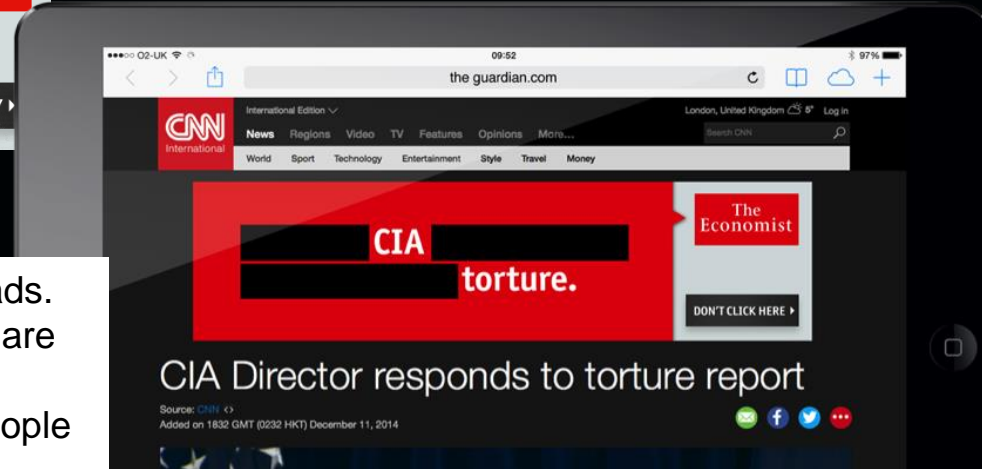 O2-UK
09:52
97%
the guardian.com
CNN
International
International Edition
London, United Kingdom 5° Log in
News Regions Video TV Features Opinions More...
Search CNN
World Sport Technology Entertainment Style Travel Money
CIA
torture.
The
Economist
DON'T CLICK HERE
CIA Director responds to torture report
Source: CNN <>
Added on 1832 GMT (0232 HKT) December 11, 2014
ads.
are
ople